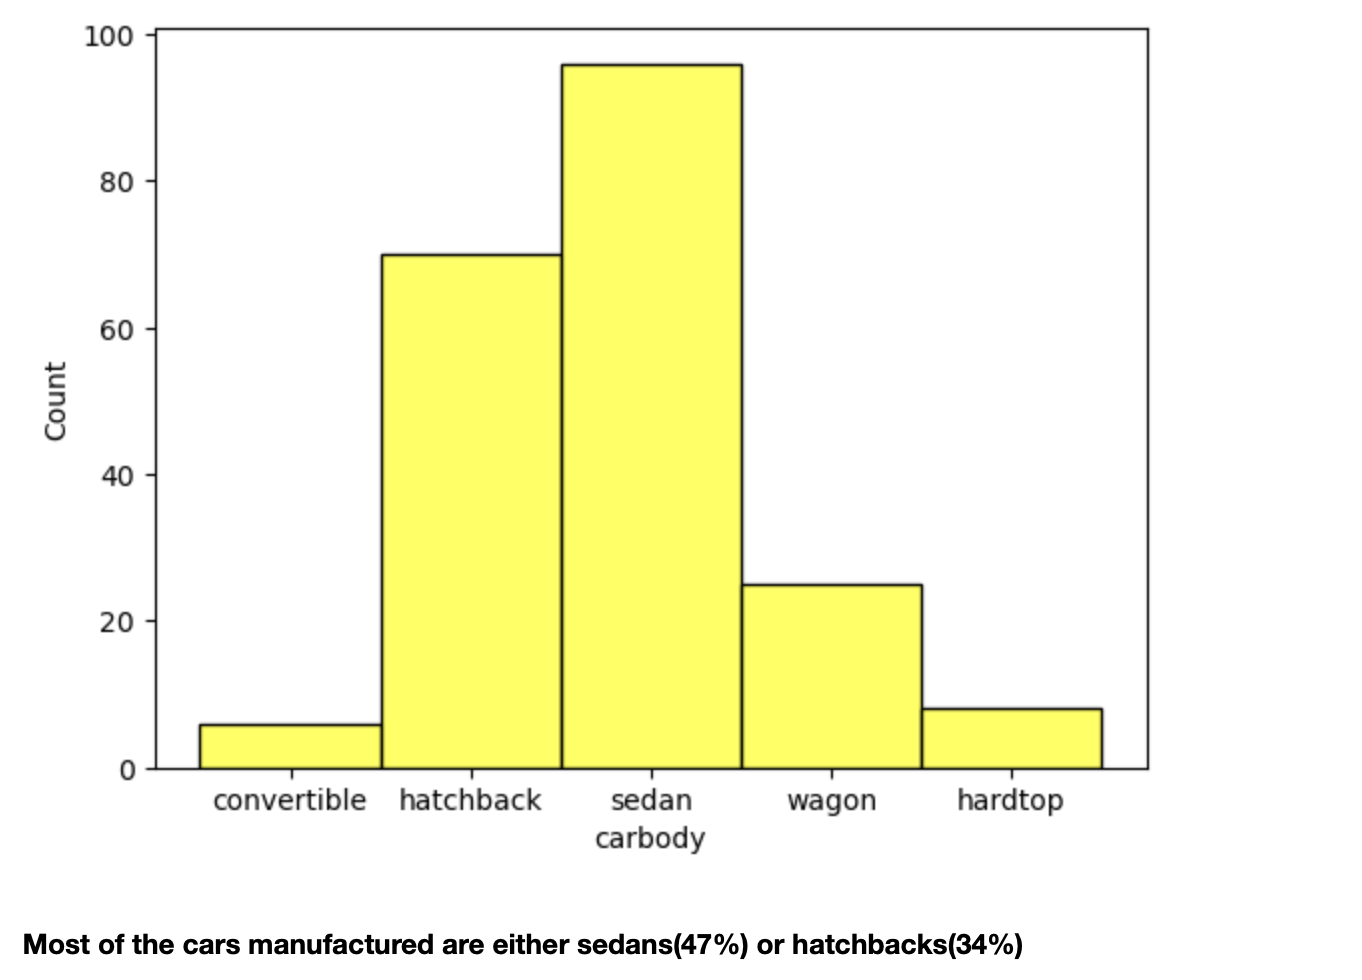 100
80
60
40
20
0
Count
convertible hatchback sedan wagon hardtop
carbody
Most of the cars manufactured are either sedans(47%) or hatchbacks(34%)